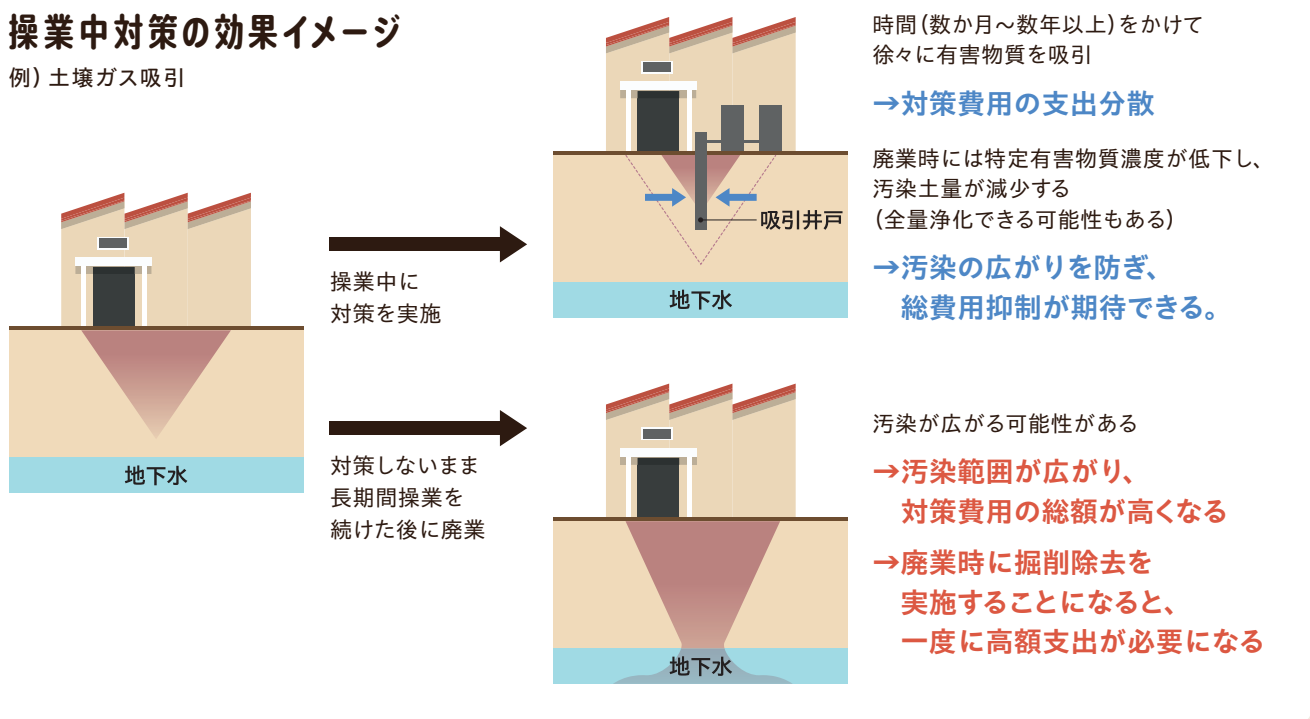 操業中対策の効果イメージ
例）土壌ガス吸引
地下水
操業中に
対策を実施
対策しないまま
長期間操業を
続けた後に廃業
吸引井戸
地下水
時間（数か月～数年以上）をかけて
徐々に有害物質を吸引
→対策費用の支出分散
廃業時には特定有害物質濃度が低下し、
汚染土量が減少する
（全量浄化できる可能性もある）
→汚染の広がりを防ぎ、
総費用抑制が期待できる。
地下水
汚染が広がる可能性がある
→汚染範囲が広がり、
対策費用の総額が高くなる
→廃業時に掘削除去を
実施することになると、
一度に高額支出が必要になる